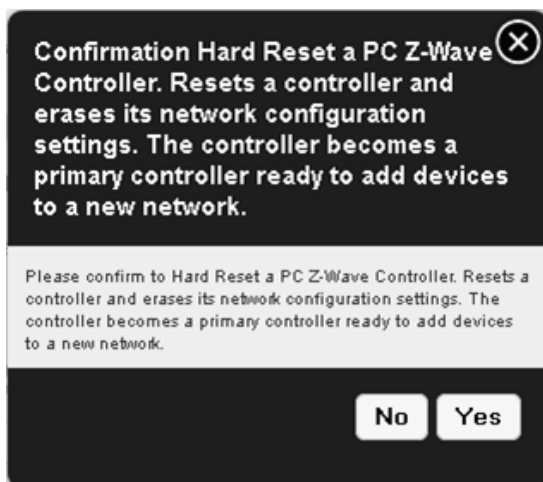 Confirmation Hard Reset a PC Z-Wave
Controller. Resets a controller and
erases its network configuration
settings. The controller becomes a
primary controller ready to add devices
to a new network.
Please confirm to Hard Reset a PC Z-Wave Controller. Resets a
controller and erases its network configuration settings. The
controller becomes a primary controller ready to add devices
to a new network.
No Yes